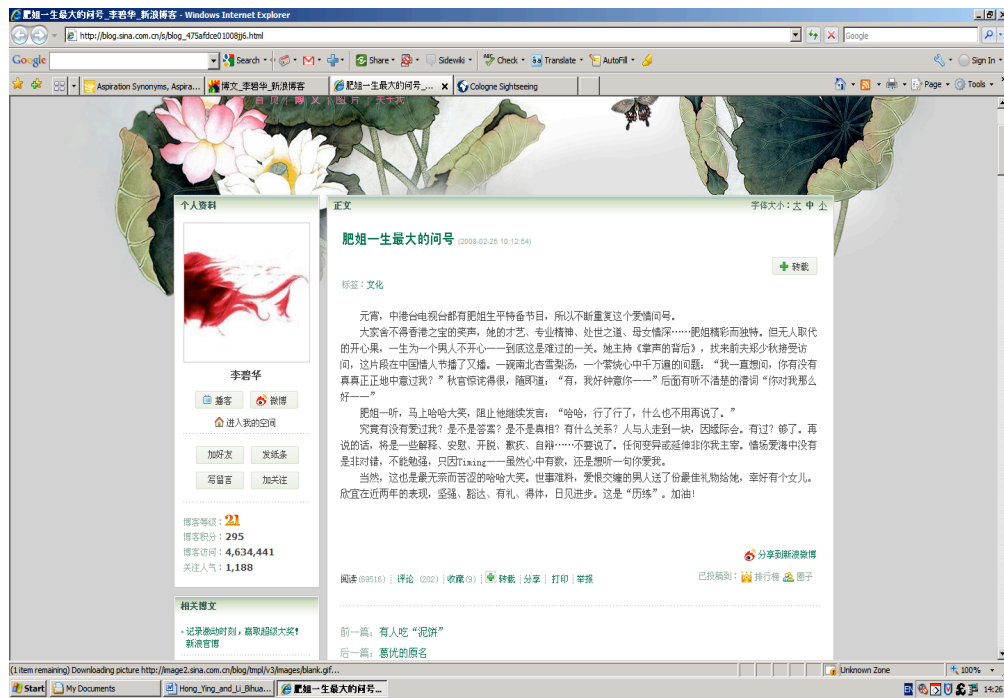 肥姐一生最大的问号_李碧华_新浪博客 - Windows Internet Explorer
http://blog.sina.com.cn/s/blog_475afdce01008jj6.html
Google
Google
Search
Share
Sidewiki
Check
Translate
AutoFill
Sign In
Aspiration Synonyms, Aspira...
博文_李碧华_新浪博客
肥姐一生最大的问号_...
Cologne Sightseeing
Page
Tools
首页 | 博文 | 图片 | 关于我
个人资料
李碧华
播客
微博
进入我的空间
加好友
发纸条
写留言
加关注
博客等级：21
博客积分：295
博客访问：4,634,441
关注人气：1,188
相关博文
·记录激动时刻，赢取超级大奖！
新浪官博
正文
字体大小：大 中 小
肥姐一生最大的问号 (2008-02-25 10:12:54)
转载
标签：文化
元宵，中港台电视台都有肥姐生平特备节目，所以不断重复这个爱情问号。
大家舍不得香港之宝的笑声，她的才艺、专业精神、处世之道、母女情深……肥姐精彩而独特。但无人取代
的开心果，一生为一个男人不开心——到底这是难过的一关。她主持《掌声的背后》，找来前夫郑少秋接受访
问，这片段在中国情人节播了又播。一碗南北杏雪梨汤，一个萦绕心中千万遍的问题：“我一直想问，你有没有
真真正正地中意过我？”秋官惊诧得很，随即道：“有，我好钟意你——”后面有听不清楚的潜词“你对我那么
好——”
肥姐一听，马上哈哈大笑，阻止他继续发言：“哈哈，行了行了，什么也不用再说了。”
究竟有没有爱过我？是不是答案？是不是真相？有什么关系？人与人走到一块，因缘际会。有过？够了。再
说的话，将是一些解释、安慰、开脱、歉疚、自辩……不要说了。任何变异或延伸非你我主宰。情场爱海中没有
是非对错，不能勉强，只因Timing——虽然心中有数，还是想听一句你爱我。
当然，这也是最无奈而苦涩的哈哈大笑。世事难料，爱恨交缠的男人送了份最佳礼物给她，幸好有个女儿。
欣宜在近两年的表现，坚强、豁达、有礼、得体，日见进步。这是“历练”。加油！
分享到新浪微博
阅读(69516) | 评论 (202) | 收藏(9) | 转载 | 分享 | 打印 | 举报
已投稿到： 排行榜 圈子
前一篇：有人吃“泥饼”
后一篇：葛优的原名
(1 item remaining) Downloading picture http://image2.sina.com.cn/blog/tmpl/v3/images/blank.gif...
Unknown Zone
100%
Start
My Documents
Hong_Ying_and_Li_Bihua...
肥姐一生最大的问号...
14:26